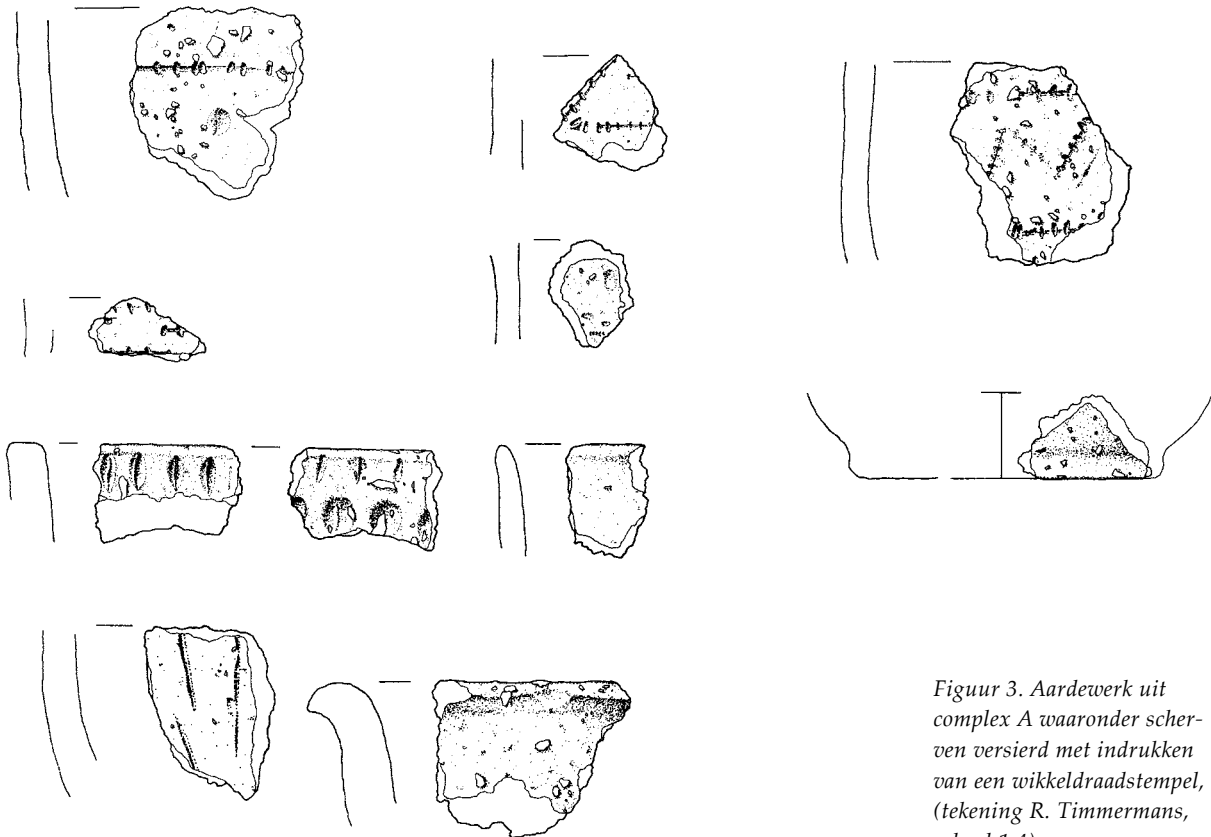 Figuur 3. Aardewerk uit
complex A waaronder scher-
ven versierd met indrukken
van een wikkeldraadstempel,
(tekening R. Timmermans,